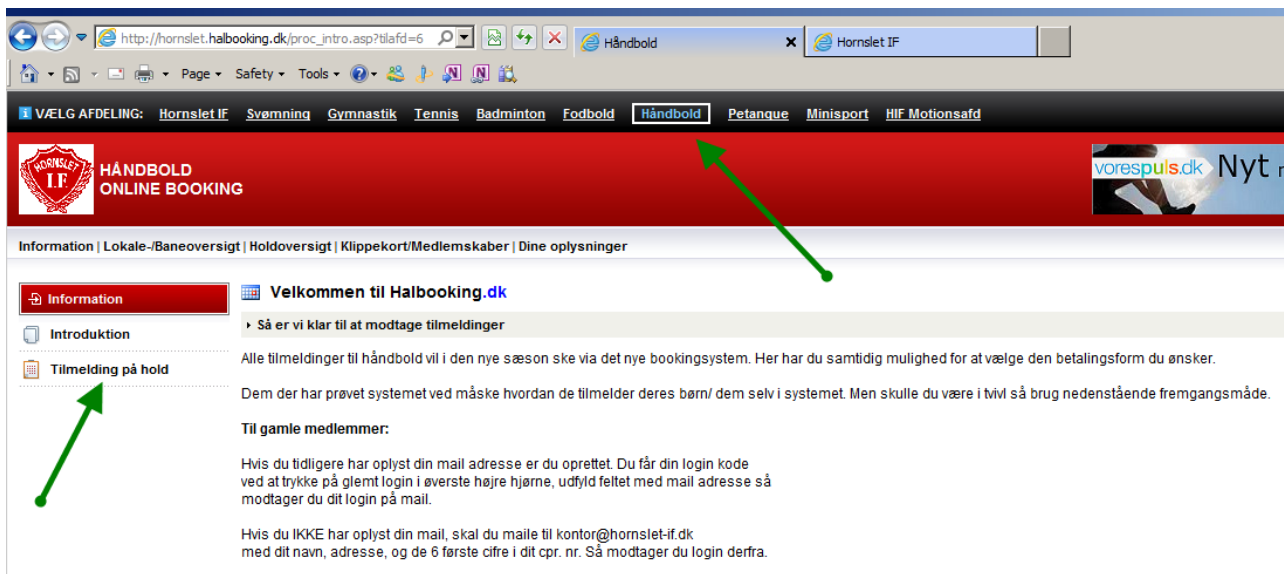 http://hornslet.halbooking.dk/proc_intro.asp?tilafd=6 Håndbold Hornslet IF
Page Safety Tools
VÆLG AFDELING: Hornslet IF Svømning Gymnastik Tennis Badminton Fodbold Håndbold Petanque Minisport HIF Motionsafd
HORNSLET I.F.
HÅNDBOLD
ONLINE BOOKING
vorespuls.dk Nyt
Information | Lokale-/Baneoversigt | Holdoversigt | Klippekort/Medlemskaber | Dine oplysninger
Information
Introduktion
Tilmelding på hold
Velkommen til Halbooking.dk
Så er vi klar til at modtage tilmeldinger
Alle tilmeldinger til håndbold vil i den nye sæson ske via det nye bookingsystem. Her har du samtidig mulighed for at vælge den betalingsform du ønsker.
Dem der har prøvet systemet ved måske hvordan de tilmelder deres børn/ dem selv i systemet. Men skulle du være i tvivl så brug nedenstående fremgangsmåde.
Til gamle medlemmer:
Hvis du tidligere har oplyst din mail adresse er du oprettet. Du får din login kode
ved at trykke på glemt login i øverste højre hjørne, udfyld feltet med mail adresse så
modtager du dit login på mail.
Hvis du IKKE har oplyst din mail, skal du maile til kontor@hornslet-if.dk
med dit navn, adresse, og de 6 første cifre i dit cpr. nr. Så modtager du login derfra.